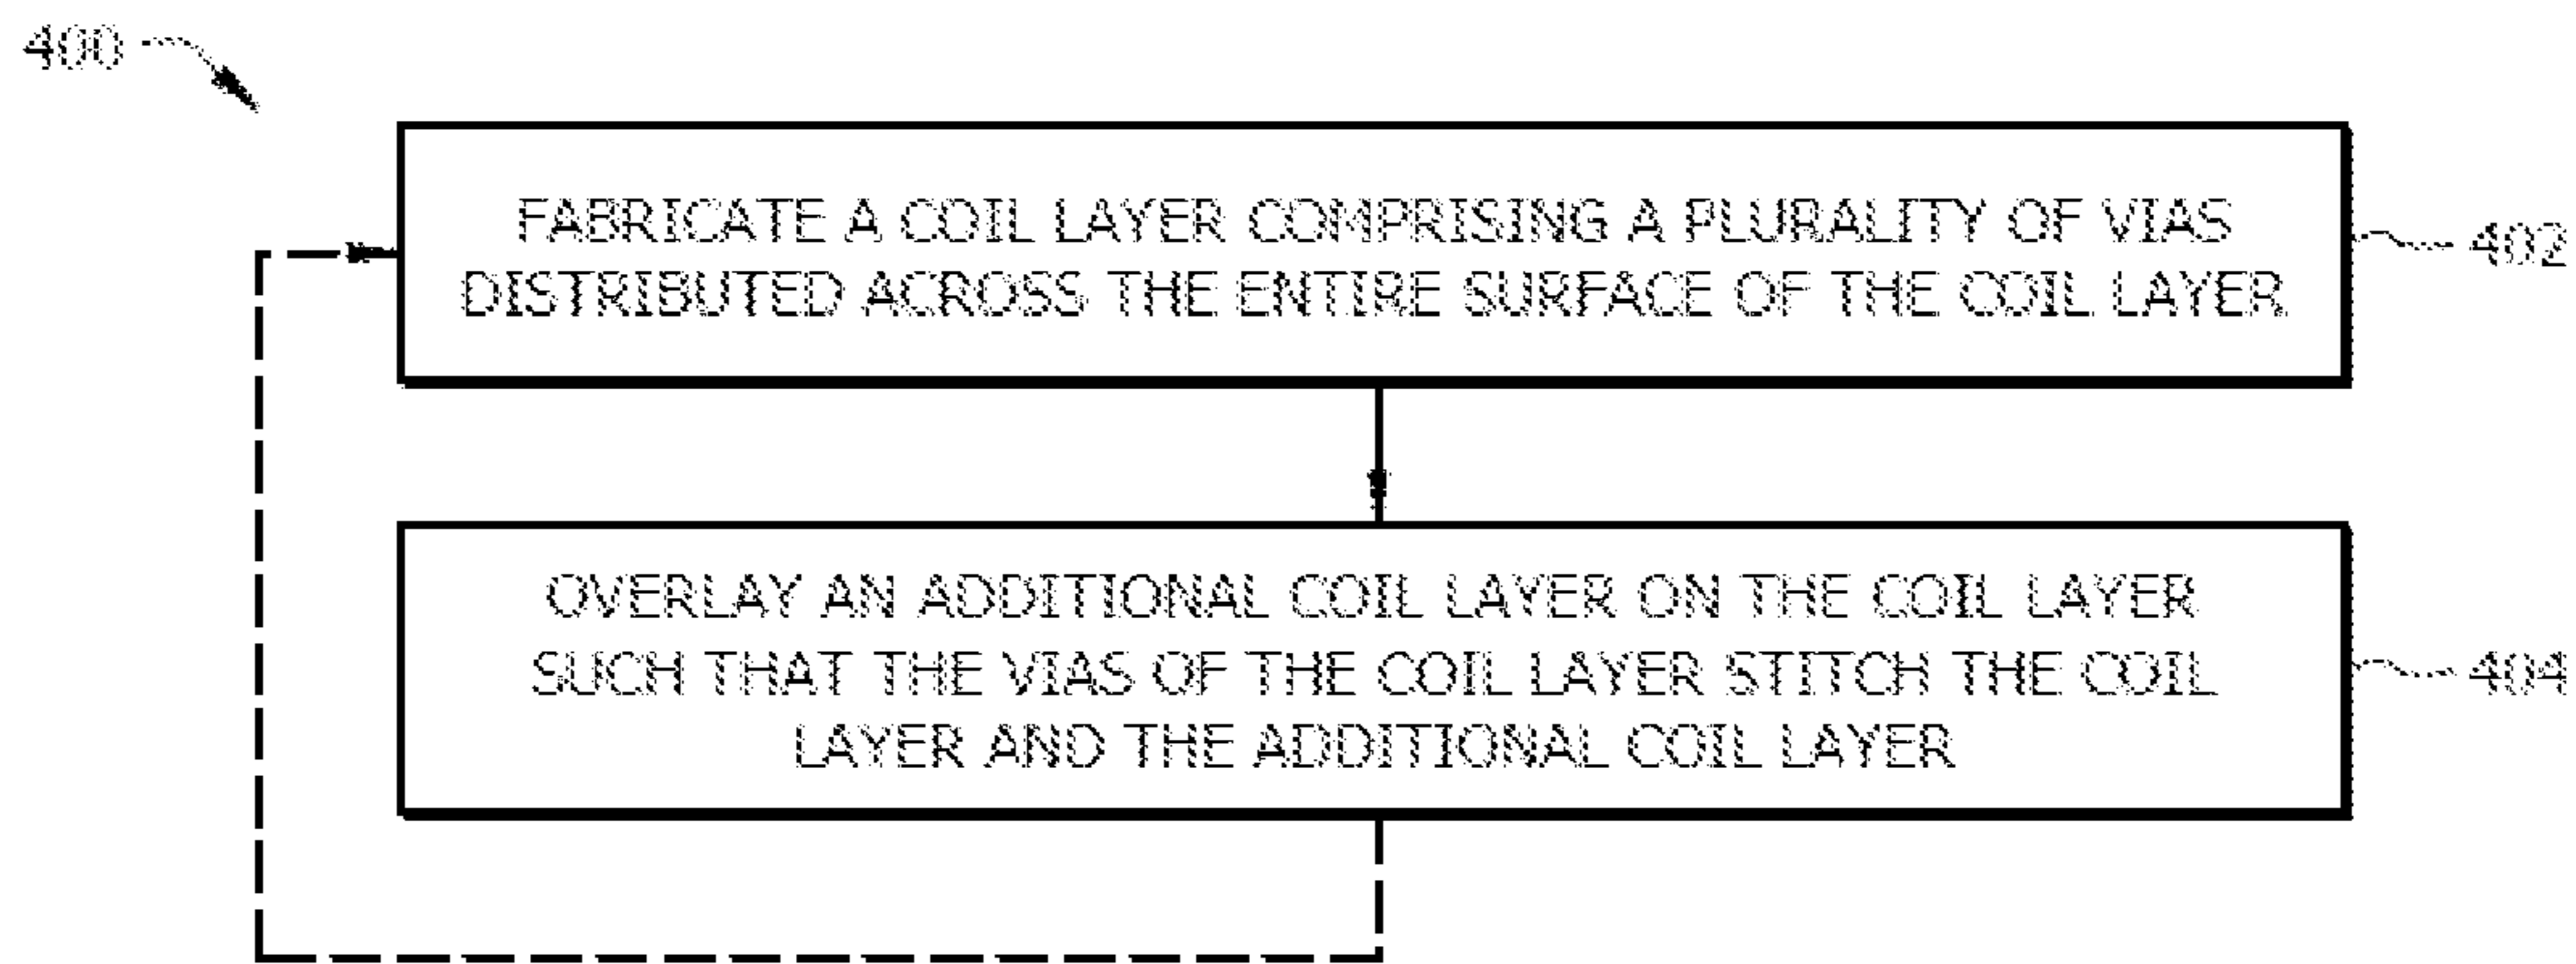 400
FABRICATE A COIL LAYER COMPRISING A PLURALITY OF VIAS
DISTRIBUTED ACROSS THE ENTIRE SURFACE OF THE COIL LAYER
402
OVERLAY AN ADDITIONAL COIL LAYER ON THE COIL LAYER
SUCH THAT THE VIAS OF THE COIL LAYER STITCH THE COIL
LAYER AND THE ADDITIONAL COIL LAYER
404